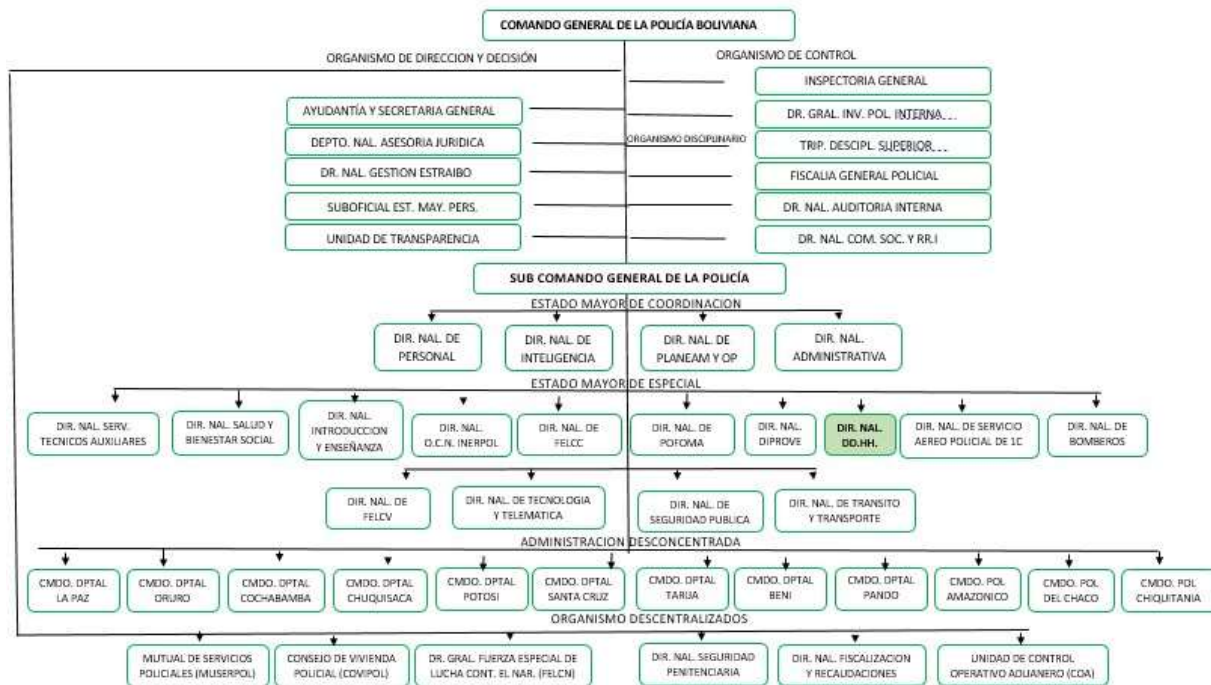 COMANDO GENERAL DE LA POLICÍA BOLIVIANA
ORGANISMO DE DIRECCION Y DECISIÓN
ORGANISMO DE CONTROL
INSPECTORIA GENERAL
AYUDANTÍA Y SECRETARIA GENERAL
DR. GRAL. INV. POL. INTERNA
DEPTO. NAL. ASESORIA JURIDICA
ORGANISMO DISCIPLINARIO
TRIP. DESCIPL. SUPERIOR
DR. NAL. GESTION ESTRAIBO
FISCALIA GENERAL POLICIAL
SUBOFICIAL EST. MAY. PERS.
DR. NAL. AUDITORIA INTERNA
UNIDAD DE TRANSPARENCIA
DR. NAL. COM. SOC. Y RR.I
SUB COMANDO GENERAL DE LA POLICÍA
ESTADO MAYOR DE COORDINACION
DIR. NAL. DE
PERSONAL
DIR. NAL. DE
INTELIGENCIA
DIR. NAL. DE
PLANEAM Y OP
DIR. NAL.
ADMINISTRATIVA
ESTADO MAYOR DE ESPECIAL
DIR. NAL. SERV.
TECNICOS AUXILIARES
DIR. NAL. SALUD Y
BIENESTAR SOCIAL
DIR. NAL.
INTRODUCCION
Y ENSEÑANZA
DIR. NAL.
O.C.N. INERPOL
DIR. NAL. DE
FELCC
DIR. NAL.
DE POFOMA
DIR. NAL.
DIPROVE
DIR. NAL.
DD.HH.
DIR. NAL. DE SERVICIO
AEREO POLICIAL DE 1C
DIR. NAL. DE
BOMBEROS
DIR. NAL. DE
FELCV
DIR. NAL. DE TECNOLOGIA
Y TELEMATICA
DIR. NAL. DE
SEGURIDAD PUBLICA
DIR. NAL. DE TRANSITO
Y TRANSPORTE
ADMINISTRACION DESCONCENTRADA
CMDO. DPTAL
LA PAZ
CMDO. DPTAL
ORURO
CMDO. DPTAL
COCHABAMBA
CMDO. DPTAL
CHUQUISACA
CMDO. DPTAL
POTOSI
CMDO. DPTAL
SANTA CRUZ
CMDO. DPTAL
TARIJA
CMDO. DPTAL
BENI
CMDO. DPTAL
PANDO
CMDO. POL
AMAZONICO
CMDO. POL
DEL CHACO
CMDO. POL
CHIQUITANIA
ORGANISMO DESCENTRALIZADOS
MUTUAL DE SERVICIOS
POLICIALES (MUSERPOL)
CONSEJO DE VIVIENDA
POLICIAL (COVIPOL)
DR. GRAL. FUERZA ESPECIAL DE
LUCHA CONT. EL NAR. (FELCN)
DIR. NAL. SEGURIDAD
PENITENCIARIA
DIR. NAL. FISCALIZACION
Y RECAUDACIONES
UNIDAD DE CONTROL
OPERATIVO ADUANERO (COA)